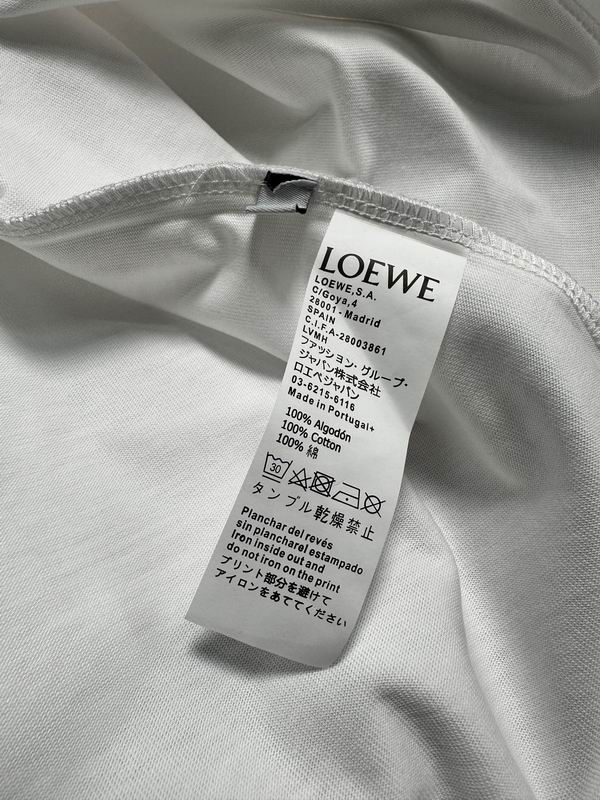 LOEWE
LOEWE,S.A.
C/Goya,4
28001 - Madrid
SPAIN
C.I.F.A-28003861
LVMH
ファッション・グループ・
ジャパン株式会社
ロエベジャパン
03-6215-6116
Made in Portugal+
100% Algodón
100% Cotton
100% 綿
30
タンブル乾燥禁止
Planchar del revés
sin plancharel estampado
Iron inside out and
do not iron on the print
プリント部分を避けて
アイロンをあててください